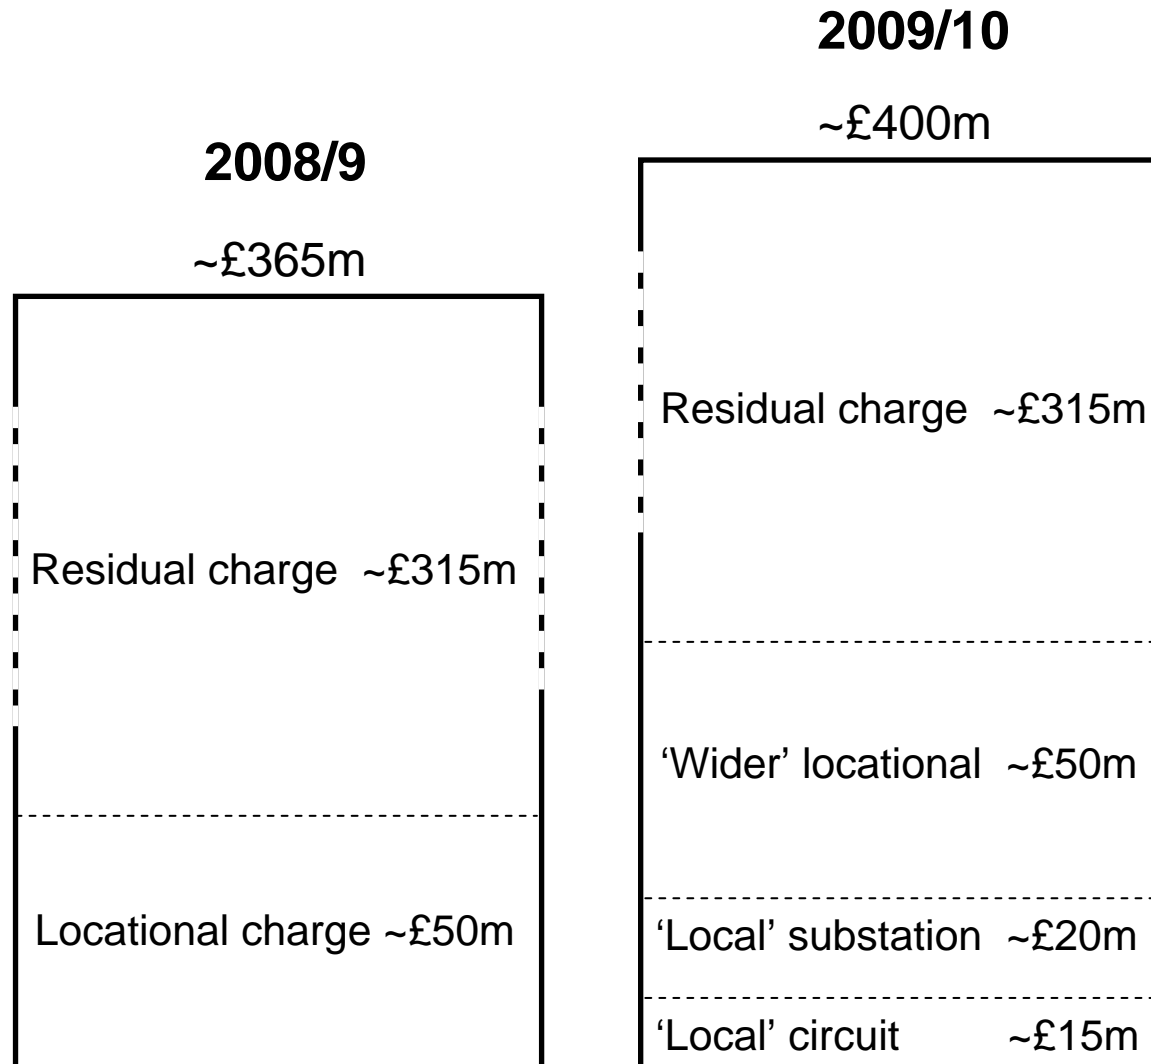 2008/9
~£365m
Residual charge ~£315m
Locational charge ~£50m
2009/10
~£400m
Residual charge ~£315m
‘Wider’ locational ~£50m
‘Local’ substation ~£20m
‘Local’ circuit ~£15m